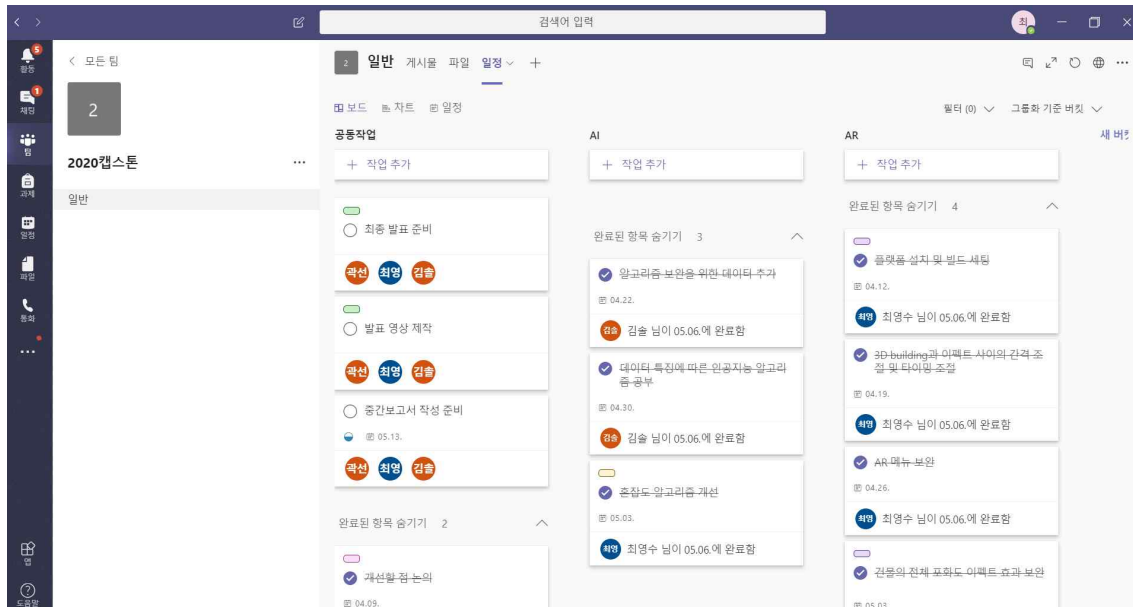 검색어 입력
최
5
활동
1
채팅
팀
과제
일정
파일
통화
앱
도움말
모든 팀
2
2020캡스톤
일반
2 일반 게시물 파일 일정
보드 차트 일정
필터 (0) 그룹화 기준 버킷
공동작업
작업 추가
최종 발표 준비
곽선 최영 김솔
발표 영상 제작
곽선 최영 김솔
중간보고서 작성 준비
05.13.
곽선 최영 김솔
완료된 항목 숨기기 2
개선할 점 논의
04.09.
AI
작업 추가
완료된 항목 숨기기 3
알고리즘 보완을 위한 데이터 추가
04.22.
김솔 김솔 님이 05.06.에 완료함
데이터 특징에 따른 인공지능 알고리
즘 공부
04.30.
김솔 김솔 님이 05.06.에 완료함
혼잡도 알고리즘 개선
05.03.
최영 최영수 님이 05.06.에 완료함
AR
작업 추가
완료된 항목 숨기기 4
플랫폼 설치 및 빌드 세팅
04.12.
최영 최영수 님이 05.06.에 완료함
3D building과 이펙트 사이의 간격 조
절 및 타이밍 조절
04.19.
최영 최영수 님이 05.06.에 완료함
AR 메뉴 보완
04.26.
최영 최영수 님이 05.06.에 완료함
건물의 전체 포화도 이펙트 효과 보완
05.03.
새